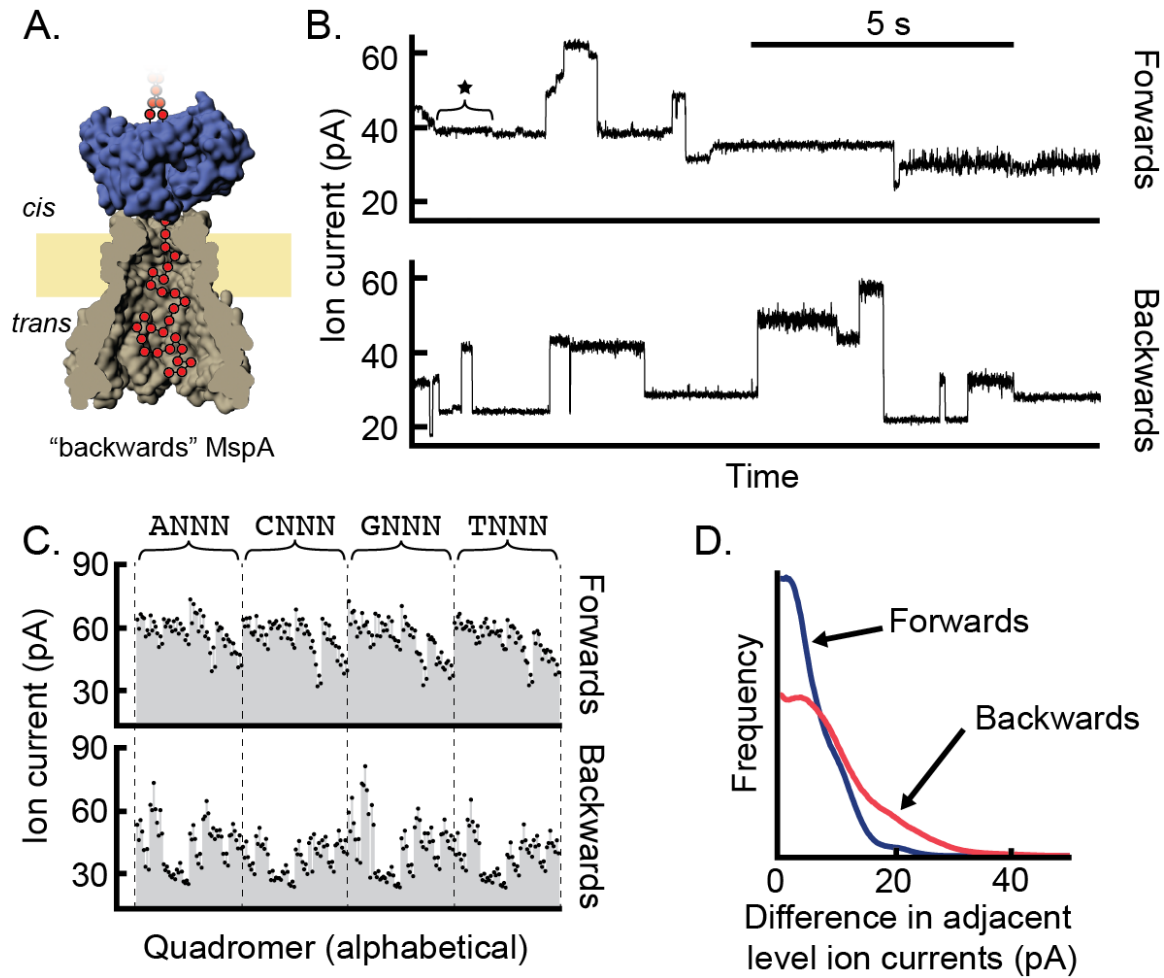 A.
cis
trans
“backwards” MspA
B.
5 s
60
40
20
Forwards
60
40
20
Backwards
Ion current (pA)
Time
C.
ANNN CNNN GNNN TNNN
90
60
30
Forwards
90
60
30
Backwards
Ion current (pA)
Quadromer (alphabetical)
D.
Frequency
Forwards
Backwards
0 20 40
Difference in adjacent
level ion currents (pA)